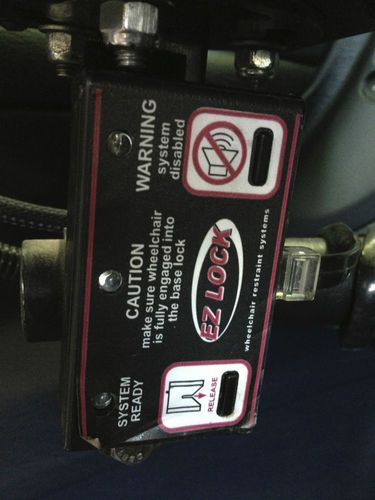 SYSTEM
READY
RELEASE
CAUTION
make sure wheelchair
is fully engaged into
the base lock
EZ LOCK
wheelchair restraint systems
WARNING
system
disabled